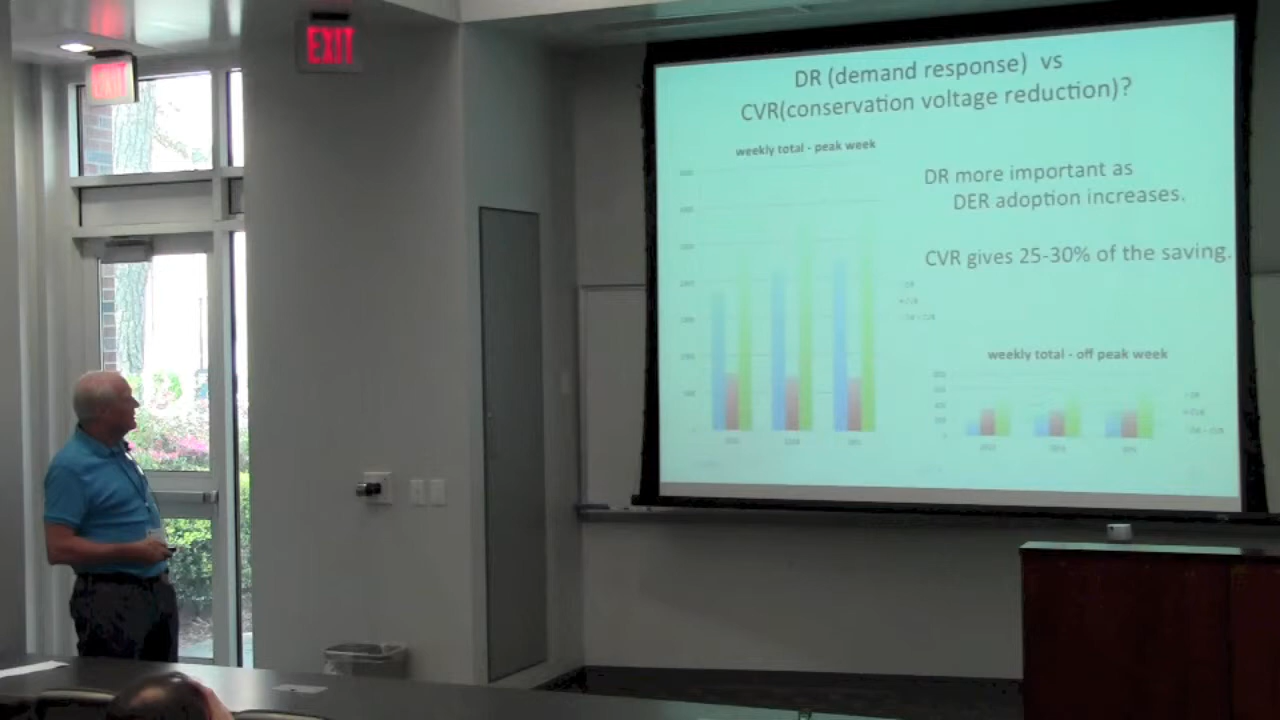 EXIT
EXIT
DR (demand response) vs
CVR(conservation voltage reduction)?
weekly total - peak week
DR more important as
DER adoption increases.
CVR gives 25-30% of the saving.
weekly total - off peak week